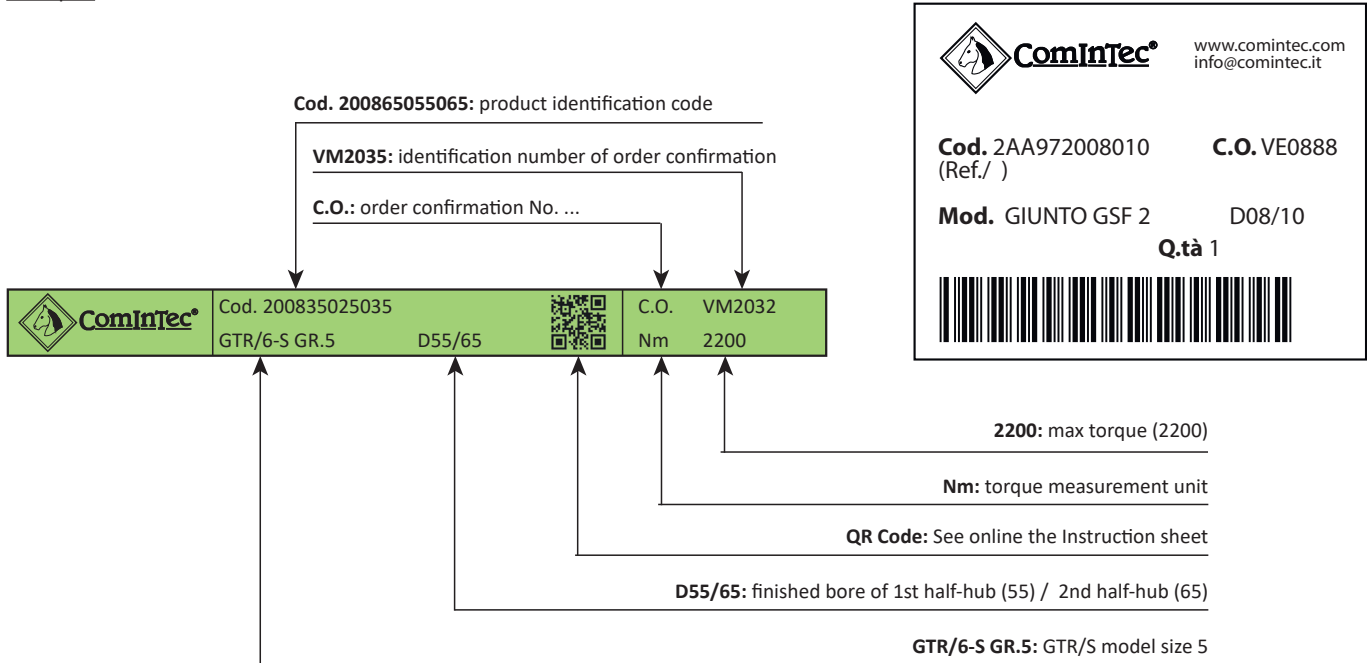 ComInTec®
www.comintec.com
info@comintec.it
Cod. 2AA972008010 C.O. VE0888
(Ref./ )
Mod. GIUNTO GSF 2 D08/10
Q.tà 1
Cod. 200865055065: product identification code
VM2035: identification number of order confirmation
C.O.: order confirmation No. ...
ComInTec®
Cod. 200835025035 C.O. VM2032
GTR/6-S GR.5 D55/65 Nm 2200
2200: max torque (2200)
Nm: torque measurement unit
QR Code: See online the Instruction sheet
D55/65: finished bore of 1st half-hub (55) / 2nd half-hub (65)
GTR/6-S GR.5: GTR/S model size 5